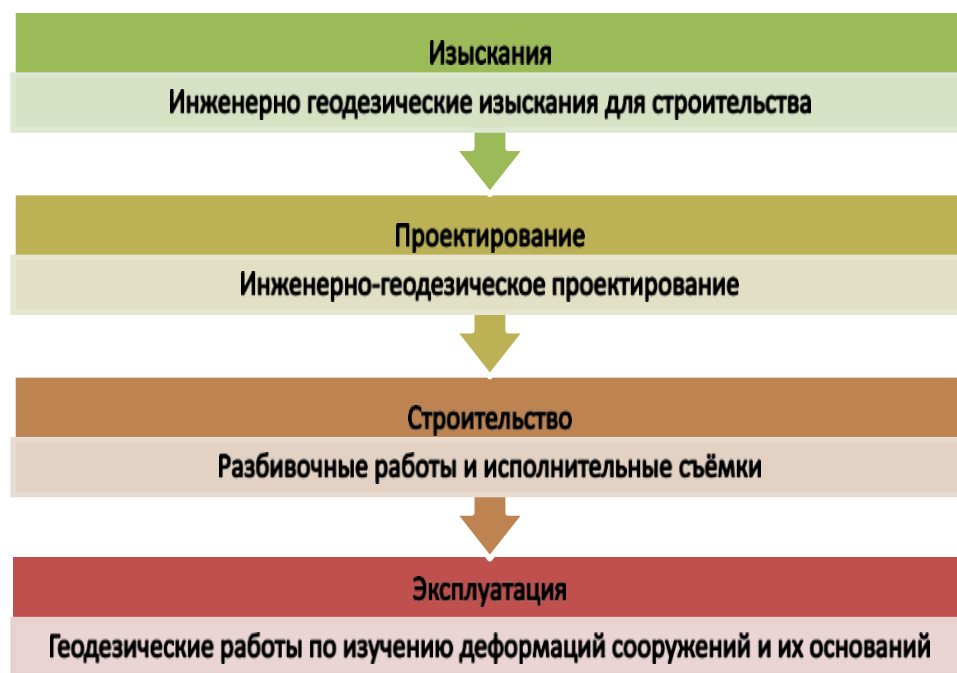 Изыскания
Инженерно геодезические изыскания для строительства
Проектирование
Инженерно-геодезическое проектирование
Строительство
Разбивочные работы и исполнительные съёмки
Эксплуатация
Геодезические работы по изучению деформаций сооружений и их оснований